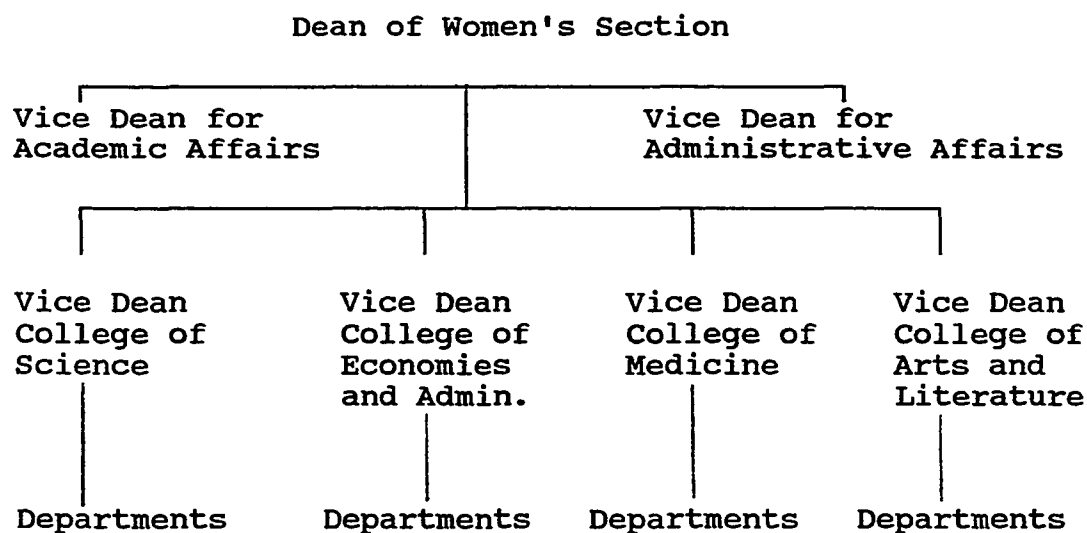 Dean of Women's Section
Vice Dean for
Academic Affairs
Vice Dean for
Administrative Affairs
Vice Dean
College of
Science
Vice Dean
College of
Economies
and Admin.
Vice Dean
College of
Medicine
Vice Dean
College of
Arts and
Literature
Departments
Departments
Departments
Departments